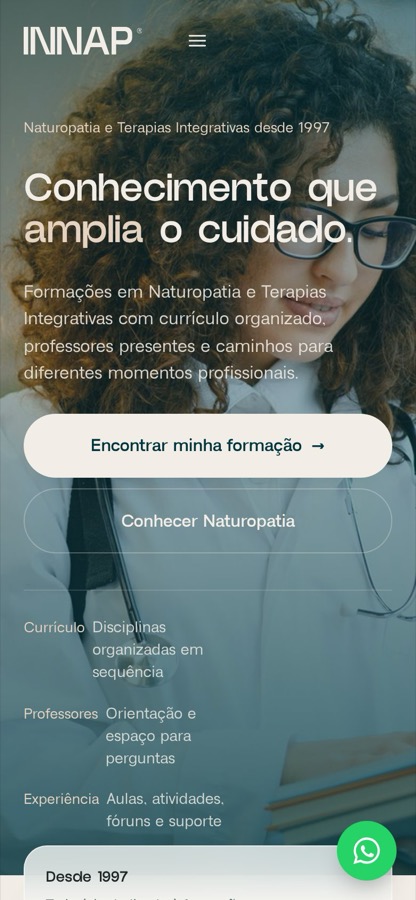 INNAP®
Naturopatia e Terapias Integrativas desde 1997
Conhecimento que
amplia o cuidado.
Formações em Naturopatia e Terapias
Integrativas com currículo organizado,
professores presentes e caminhos para
diferentes momentos profissionais.
Encontrar minha formação →
Conhecer Naturopatia
Currículo Disciplinas
organizadas em
sequência
Professores Orientação e
espaço para
perguntas
Experiência Aulas, atividades,
fóruns e suporte
Desde 1997